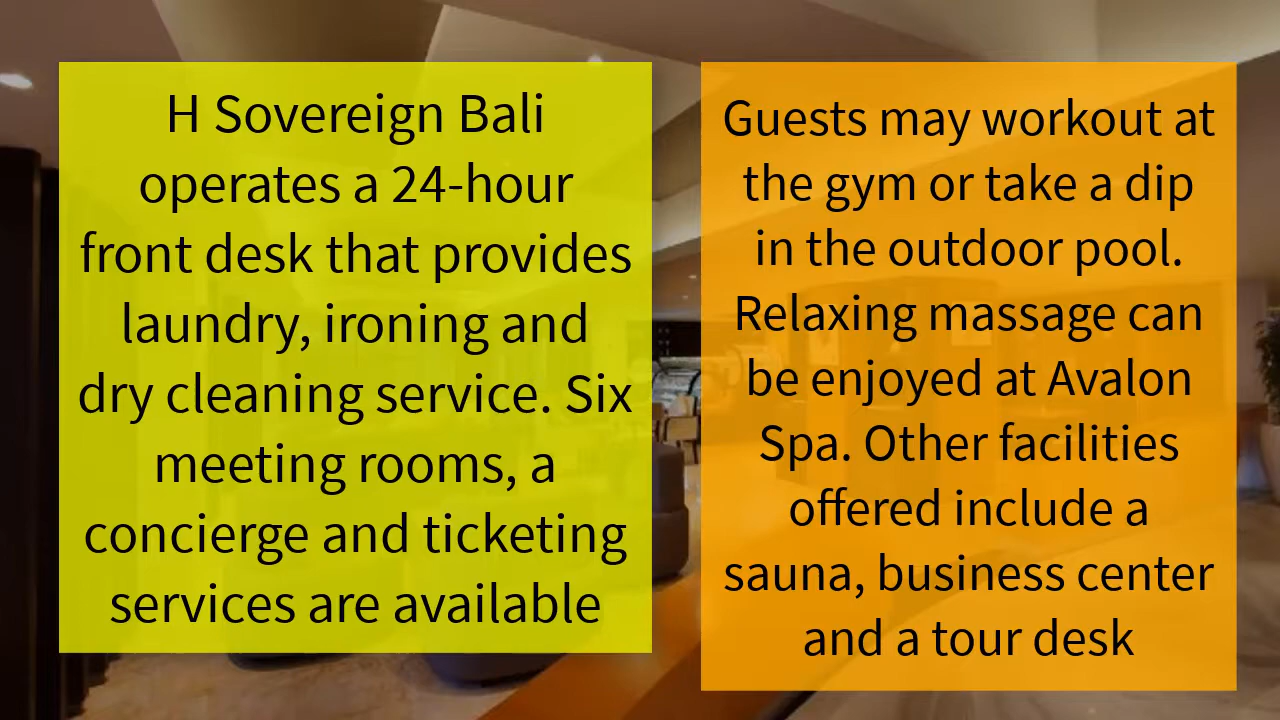 H Sovereign Bali
operates a 24-hour
front desk that provides
laundry, ironing and
dry cleaning service. Six
meeting rooms, a
concierge and ticketing
services are available
Guests may workout at
the gym or take a dip
in the outdoor pool.
Relaxing massage can
be enjoyed at Avalon
Spa. Other facilities
offered include a
sauna, business center
and a tour desk